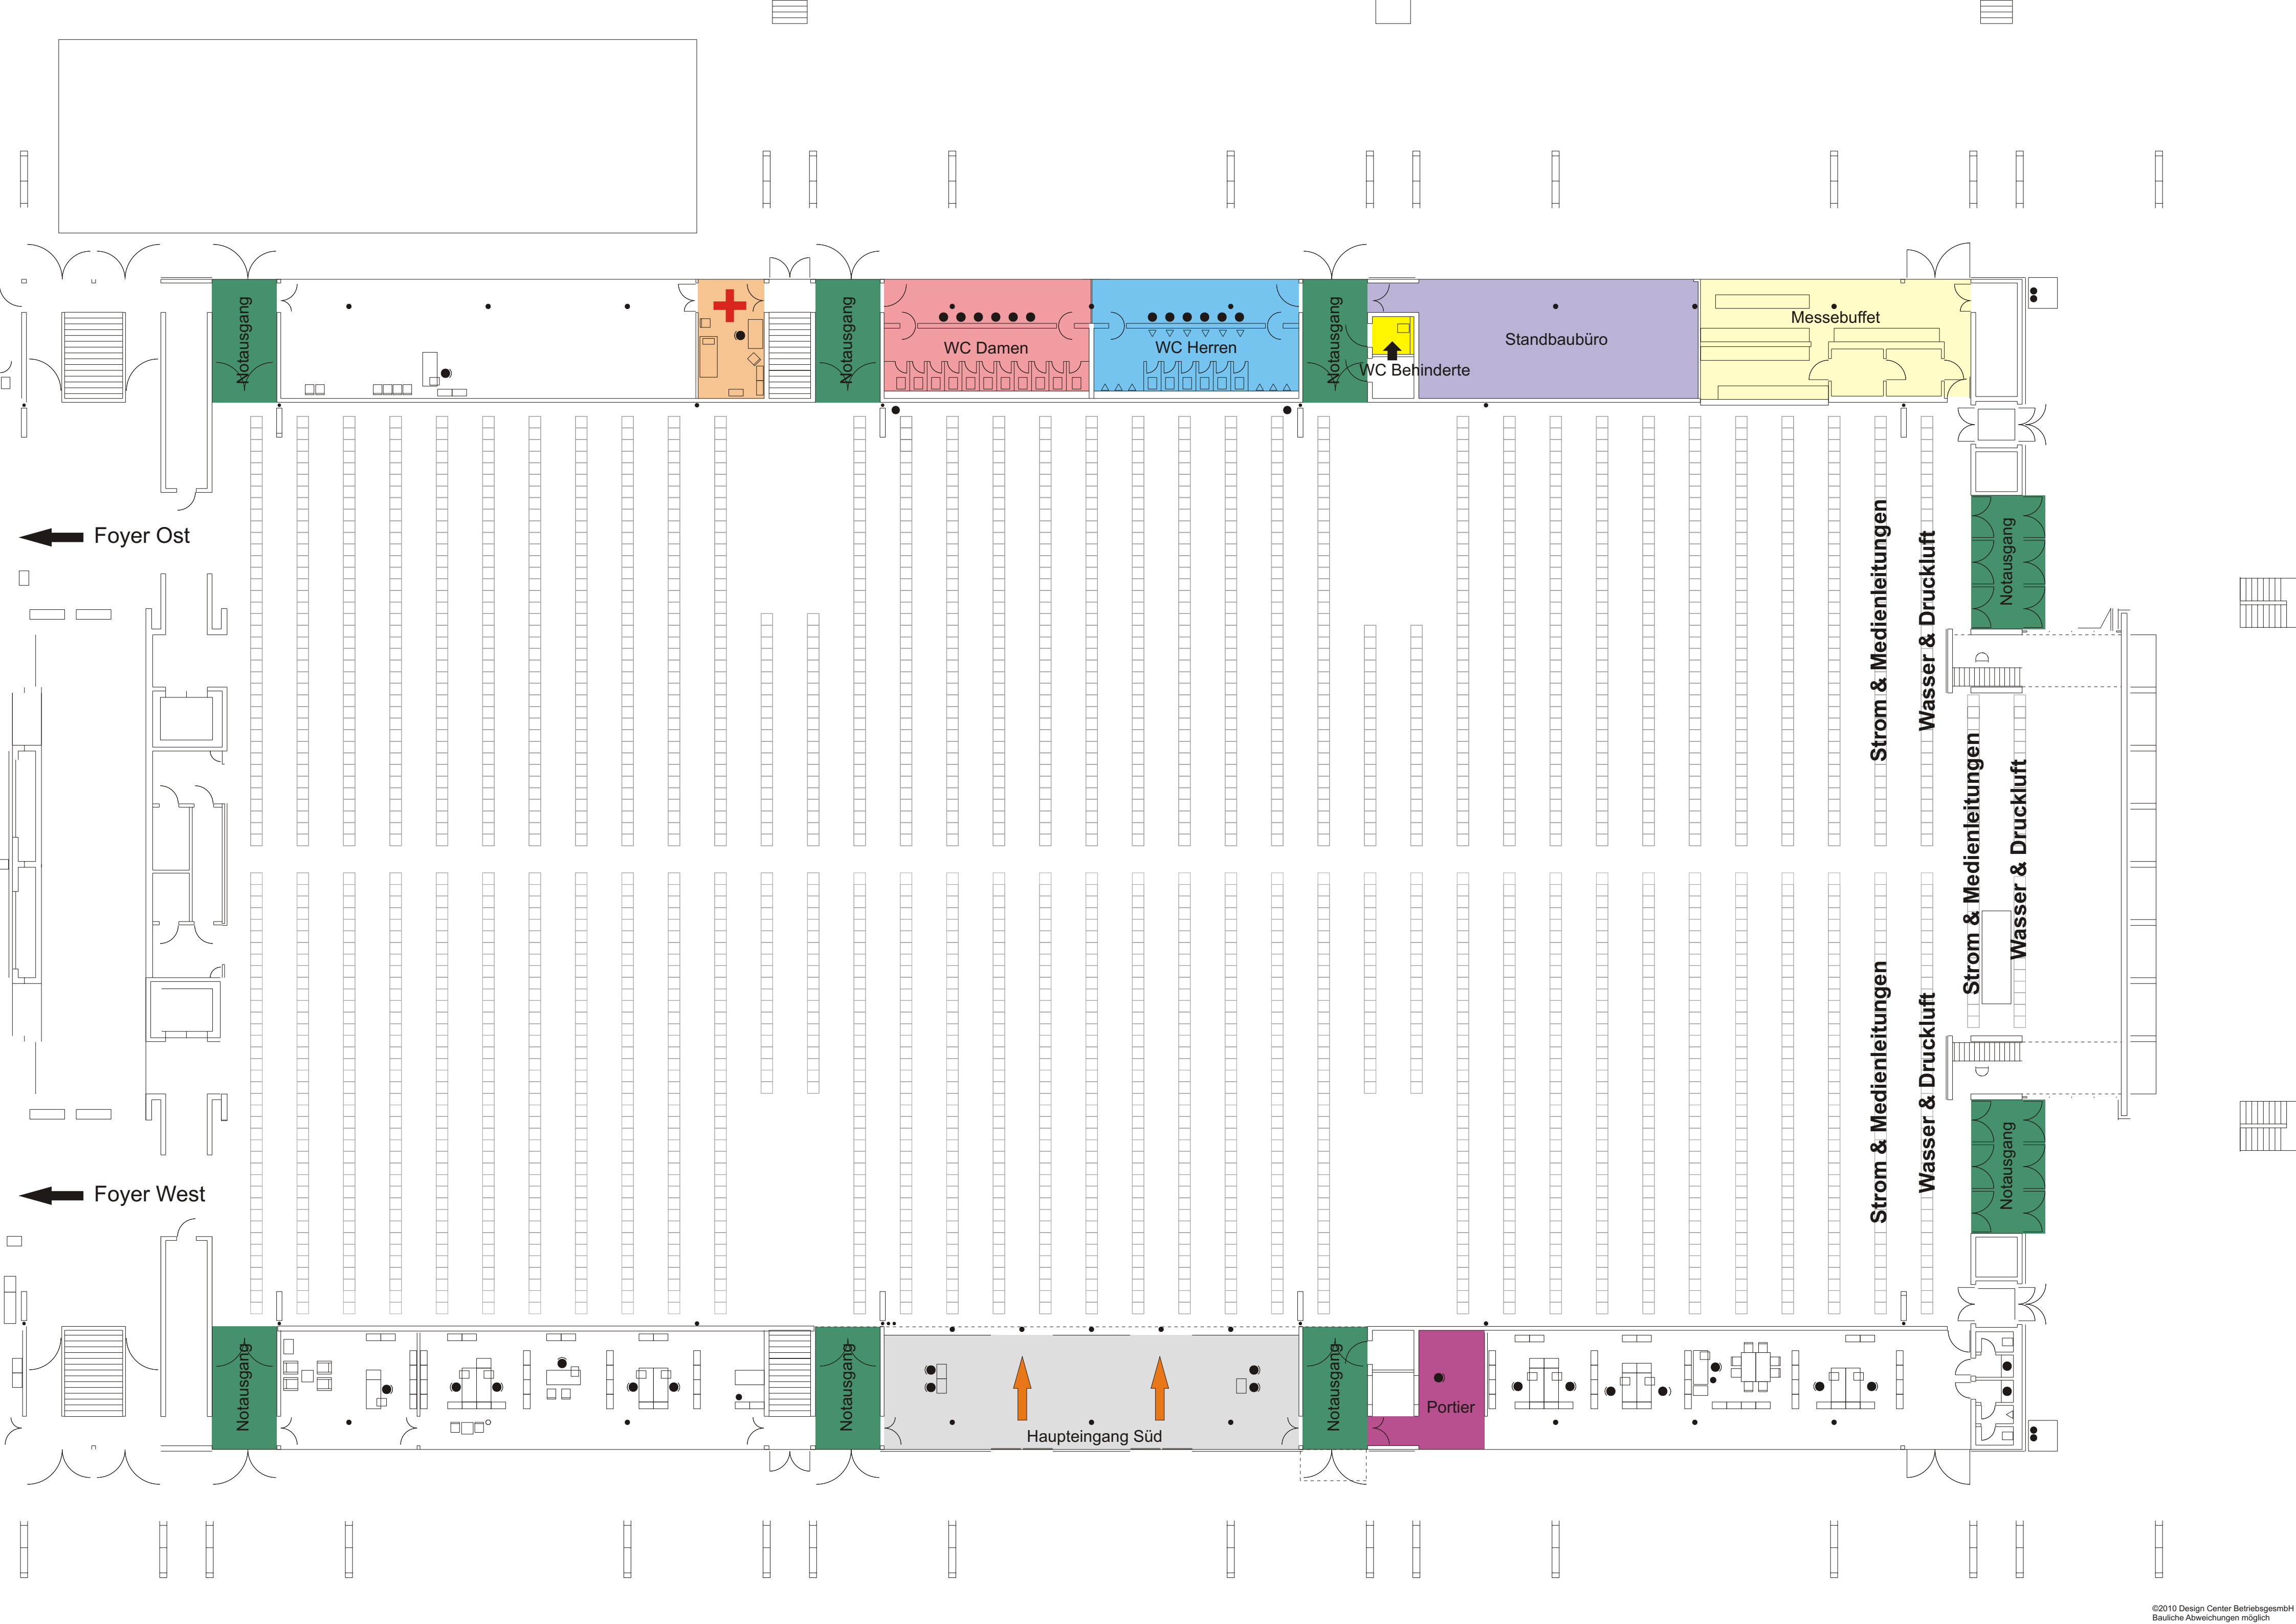 Notausgang
Notausgang
WC Damen
WC Herren
Notausgang
WC Behinderte
Standbaubüro
Messebuffet
Foyer Ost
Strom & Medienleitungen
Wasser & Druckluft
Notausgang
Strom & Medienleitungen
Wasser & Druckluft
Strom & Medienleitungen
Wasser & Druckluft
Notausgang
Foyer West
Notausgang
Notausgang
Haupteingang Süd
Notausgang
Portier
©2010 Design Center BetriebsgesmbH
Bauliche Abweichungen möglich